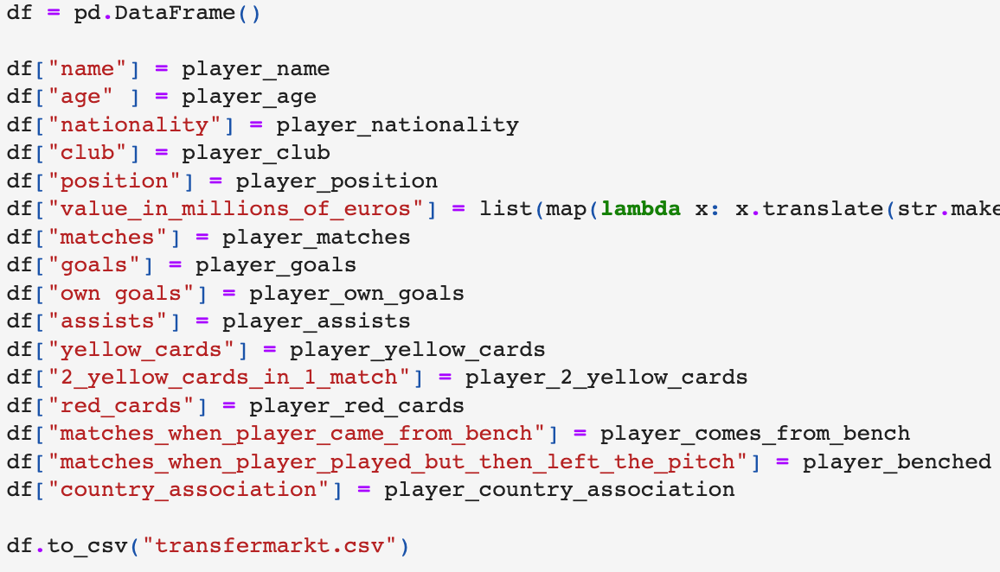 df = pd.DataFrame()
df["name"] = player_name
df["age" ] = player_age
df["nationality"] = player_nationality
df["club"] = player_club
df["position"] = player_position
df["value_in_millions_of_euros"] = list(map(lambda x: x.translate(str.make
df["matches"] = player_matches
df["goals"] = player_goals
df["own goals"] = player_own_goals
df["assists"] = player_assists
df["yellow_cards"] = player_yellow_cards
df["2_yellow_cards_in_1_match"] = player_2_yellow_cards
df["red_cards"] = player_red_cards
df["matches_when_player_came_from_bench"] = player_comes_from_bench
df["matches_when_player_played_but_then_left_the_pitch"] = player_benched
df["country_association"] = player_country_association
df.to_csv("transfermarkt.csv")